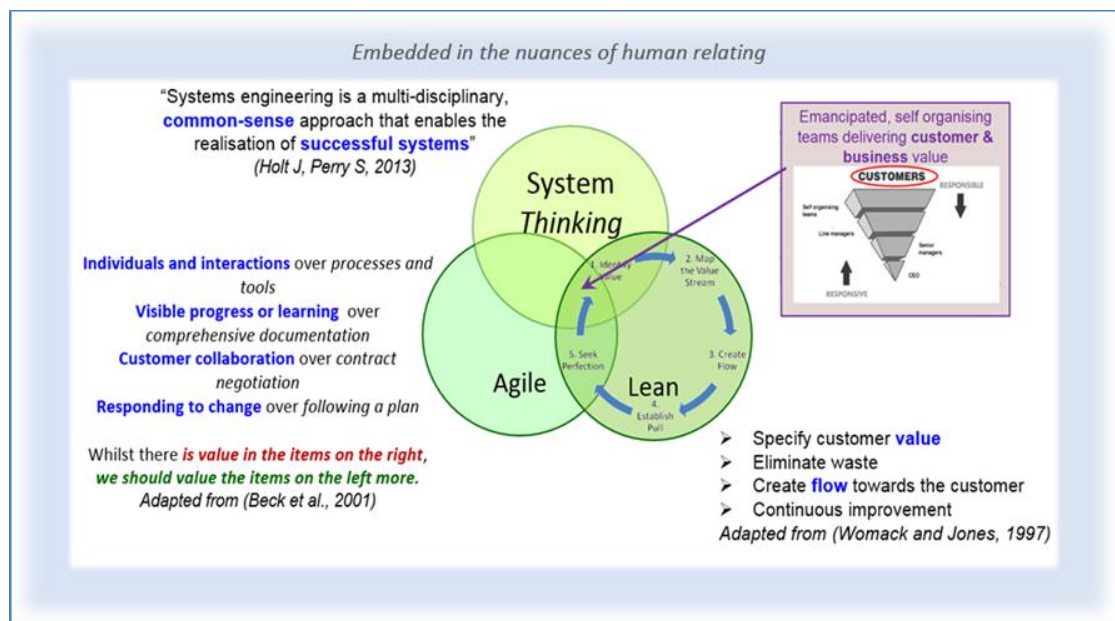 Embedded in the nuances of human relating
“Systems engineering is a multi-disciplinary,
common-sense approach that enables the
realisation of successful systems”
(Holt J, Perry S, 2013)
System
Thinking
Individuals and interactions over processes and
tools
Visible progress or learning over
comprehensive documentation
Customer collaboration over contract
negotiation
Responding to change over following a plan
Whilst there is value in the items on the right,
we should value the items on the left more.
Adapted from (Beck et al., 2001)
Agile
Lean
1. Identify
Value
2. Map
the Value
Stream
3. Create
Flow
4.
Establish
Pull
5. Seek
Perfection
Emancipated, self organising
teams delivering customer &
business value
CUSTOMERS
RESPONSIBLE
Self organising
teams
Line managers
Senior
managers
CEO
RESPONSIVE
➢ Specify customer value
➢ Eliminate waste
➢ Create flow towards the customer
➢ Continuous improvement
Adapted from (Womack and Jones, 1997)